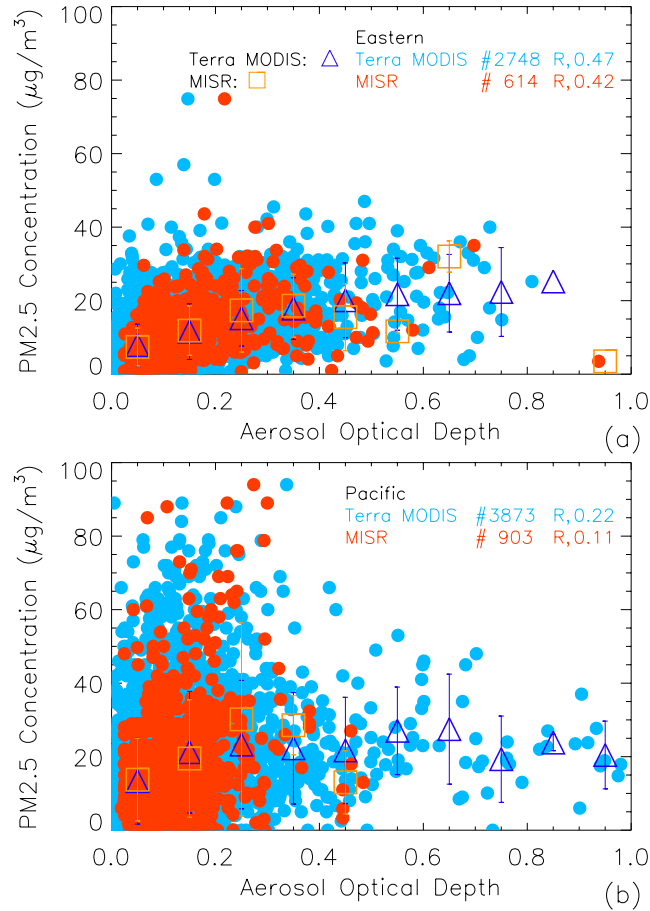 100
80
60
40
20
0
PM2.5 Concentration (μg/m³)
Eastern
Terra MODIS: Terra MODIS #2748 R,0.47
MISR: MISR # 614 R,0.42
0.0 0.2 0.4 0.6 0.8 1.0
Aerosol Optical Depth
(a)
100
80
60
40
20
0
PM2.5 Concentration (μg/m³)
Pacific
Terra MODIS #3873 R,0.22
MISR # 903 R,0.11
0.0 0.2 0.4 0.6 0.8 1.0
Aerosol Optical Depth
(b)